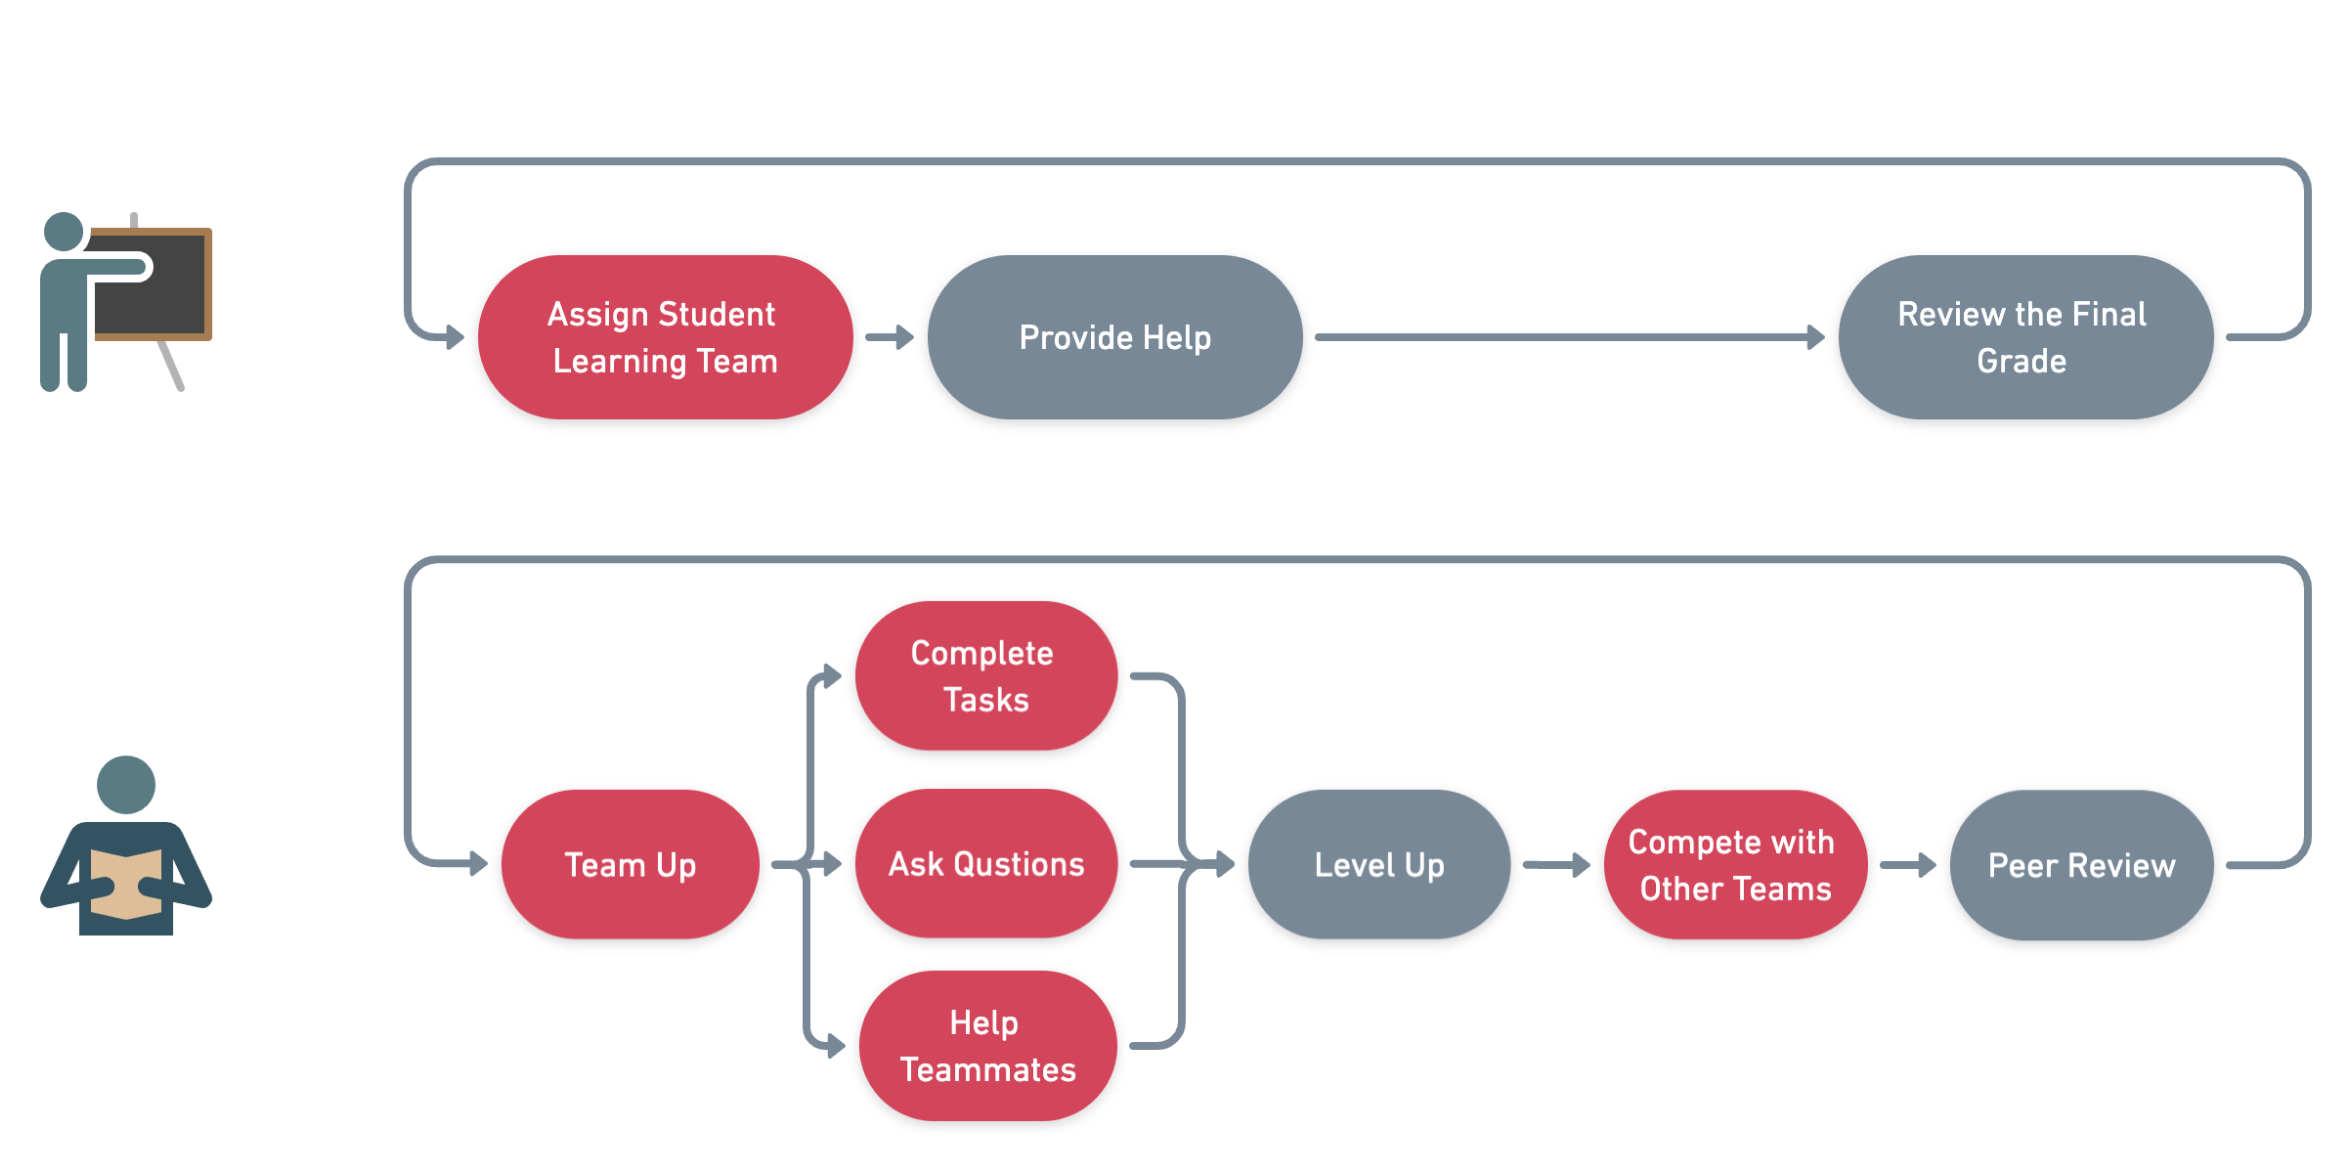 Assign Student
Learning Team
Provide Help
Review the Final
Grade
Complete
Tasks
Team Up
Ask Qustions
Level Up
Compete with
Other Teams
Peer Review
Help
Teammates